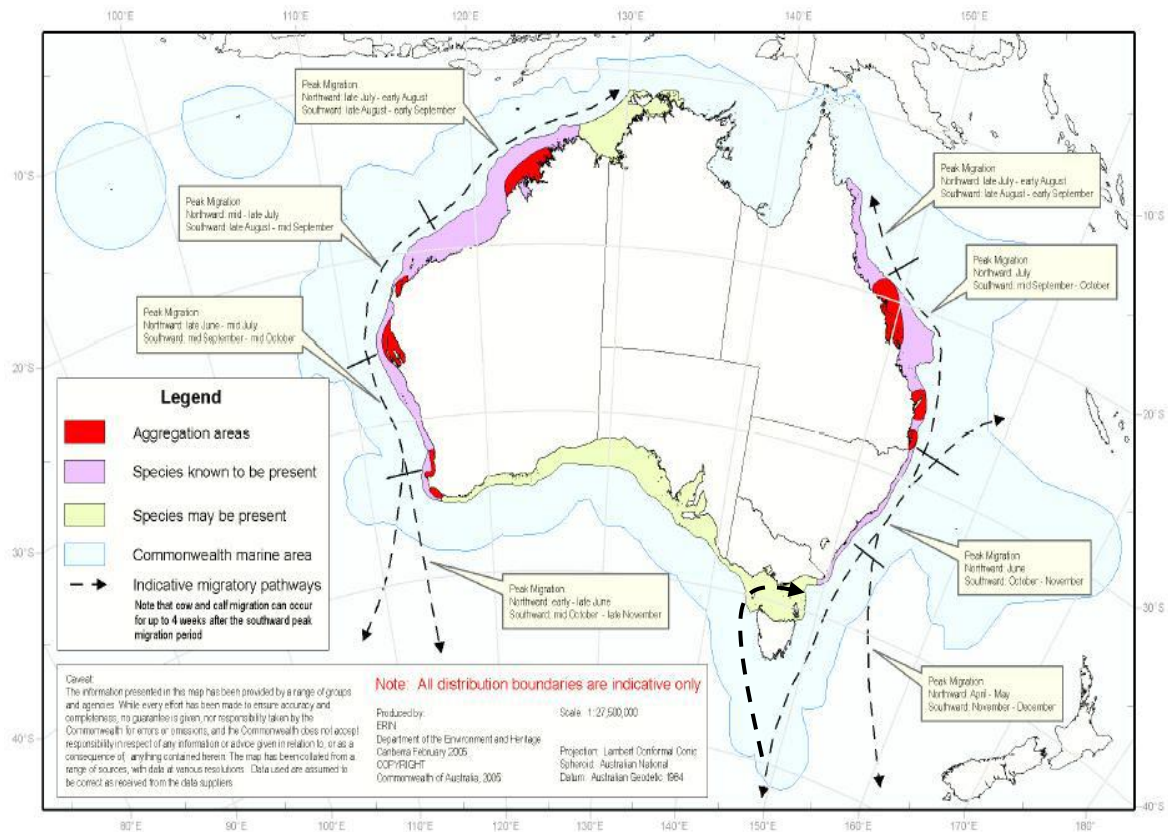 100°E
110°E
120°E
130°E
140°E
150°E
10°S
20°S
30°S
40°S
10°S
20°S
30°S
40°S
80°E
90°E
100°E
110°E
120°E
130°E
140°E
150°E
160°E
170°E
180°
Peak Migration
Northward: late July - early August
Southward: late August - early September
Peak Migration
Northward: mid - late July
Southward: late August - mid September
Peak Migration
Northward: late June - mid July
Southward: mid September - mid October
Peak Migration
Northward: late July - early August
Southward: late August - early September
Peak Migration
Northward: July
Southward: mid September - October
Peak Migration
Northward: June
Southward: October - November
Peak Migration
Northward: April - May
Southward: November - December
Peak Migration
Northward: early - late June
Southward: mid October - late November
Legend
Aggregation areas
Species known to be present
Species may be present
Commonwealth marine area
Indicative migratory pathways
Note that cow and calf migration can occur
for up to 4 weeks after the southward peak
migration period
Caveat:
The information presented in this map has been provided by a range of groups
and agencies. While every effort has been made to ensure accuracy and
completeness, no guarantee is given, nor responsibility taken by the
Commonwealth for errors or omissions, and the Commonwealth does not accept
responsibility in respect of any information or advice given in relation to, or as a
consequence of, anything contained herein. The map has been collated from a
range of sources, with data at various resolutions. Data used are assumed to
be correct as received from the data suppliers.
Note: All distribution boundaries are indicative only
Produced by:
ERIN
Department of the Environment and Heritage
Canberra February 2005
COPYRIGHT
Commonwealth of Australia, 2005
Scale 1:27,500,000
Projection: Lambert Conformal Conic
Spheroid: Australian National
Datum: Australian Geodetic 1984